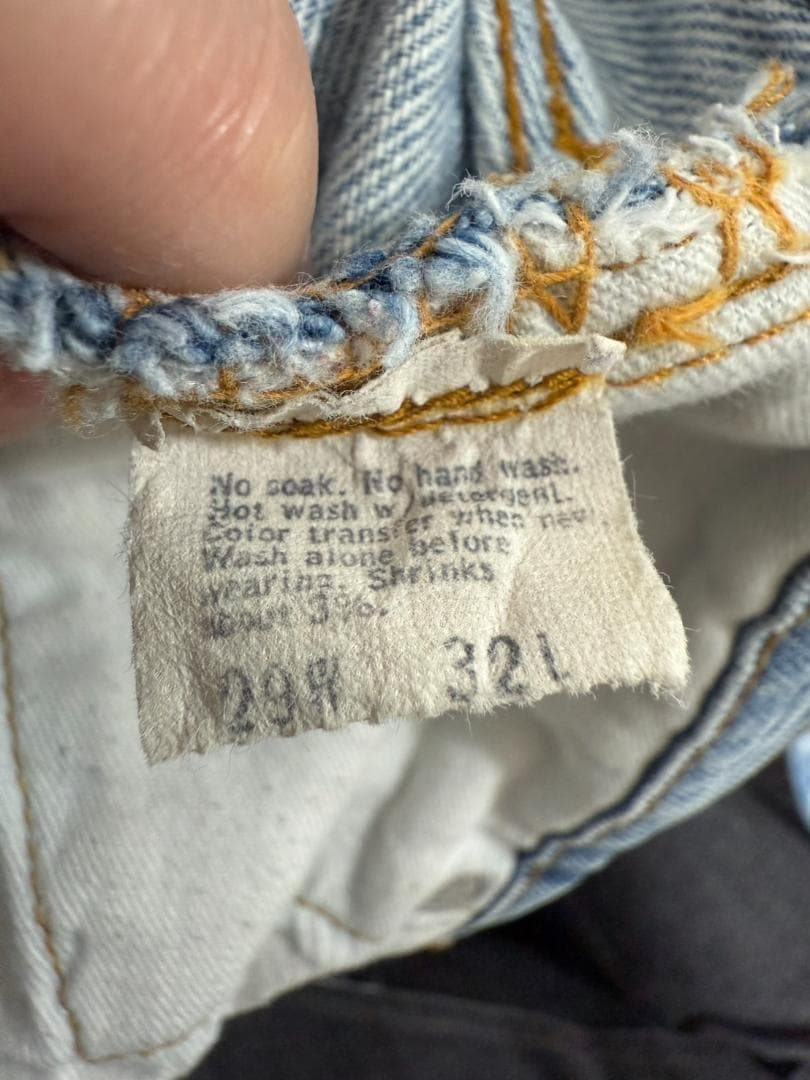 No soak. No hand wash.
Hot wash w/detergent.
Color transfer when new.
Wash alone before
wearing. Shrinks
about 3%.
29W 32L